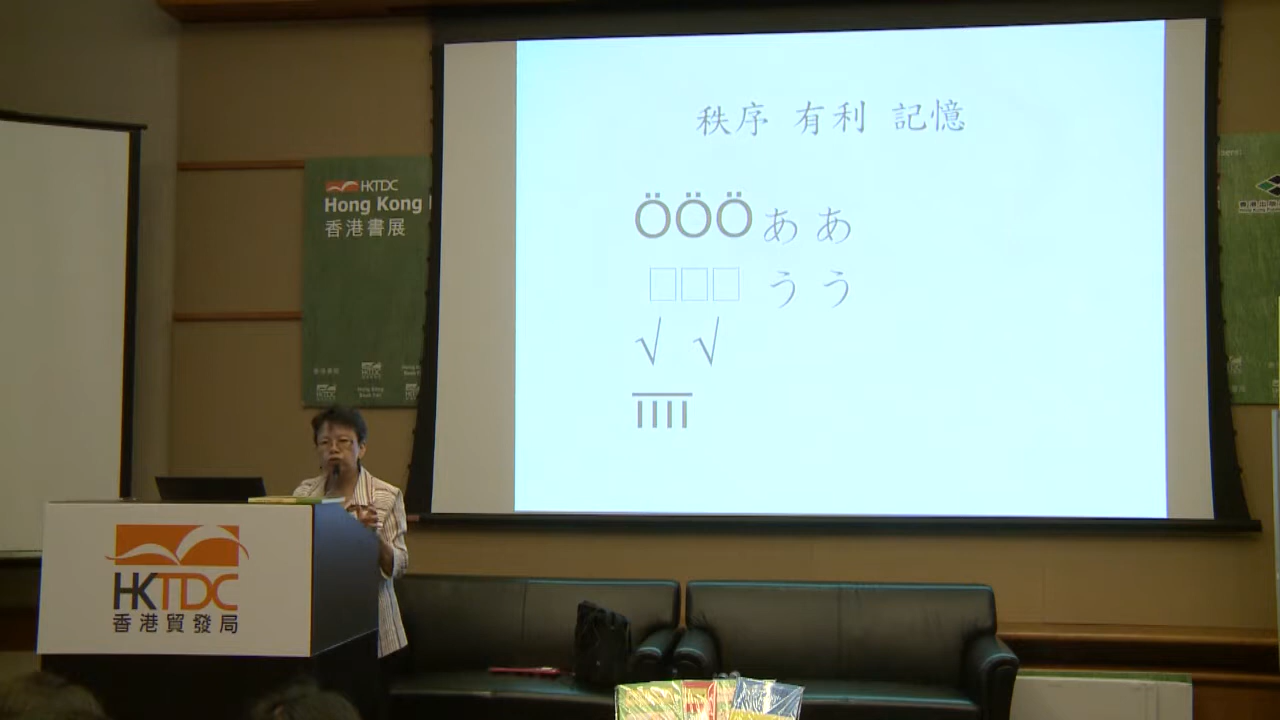 秩序 有利 記憶
ÖÖÖ ああ
□□□ うう
√ √
HKTDC
Hong Kong
香港書展
HKTDC
香港貿發局